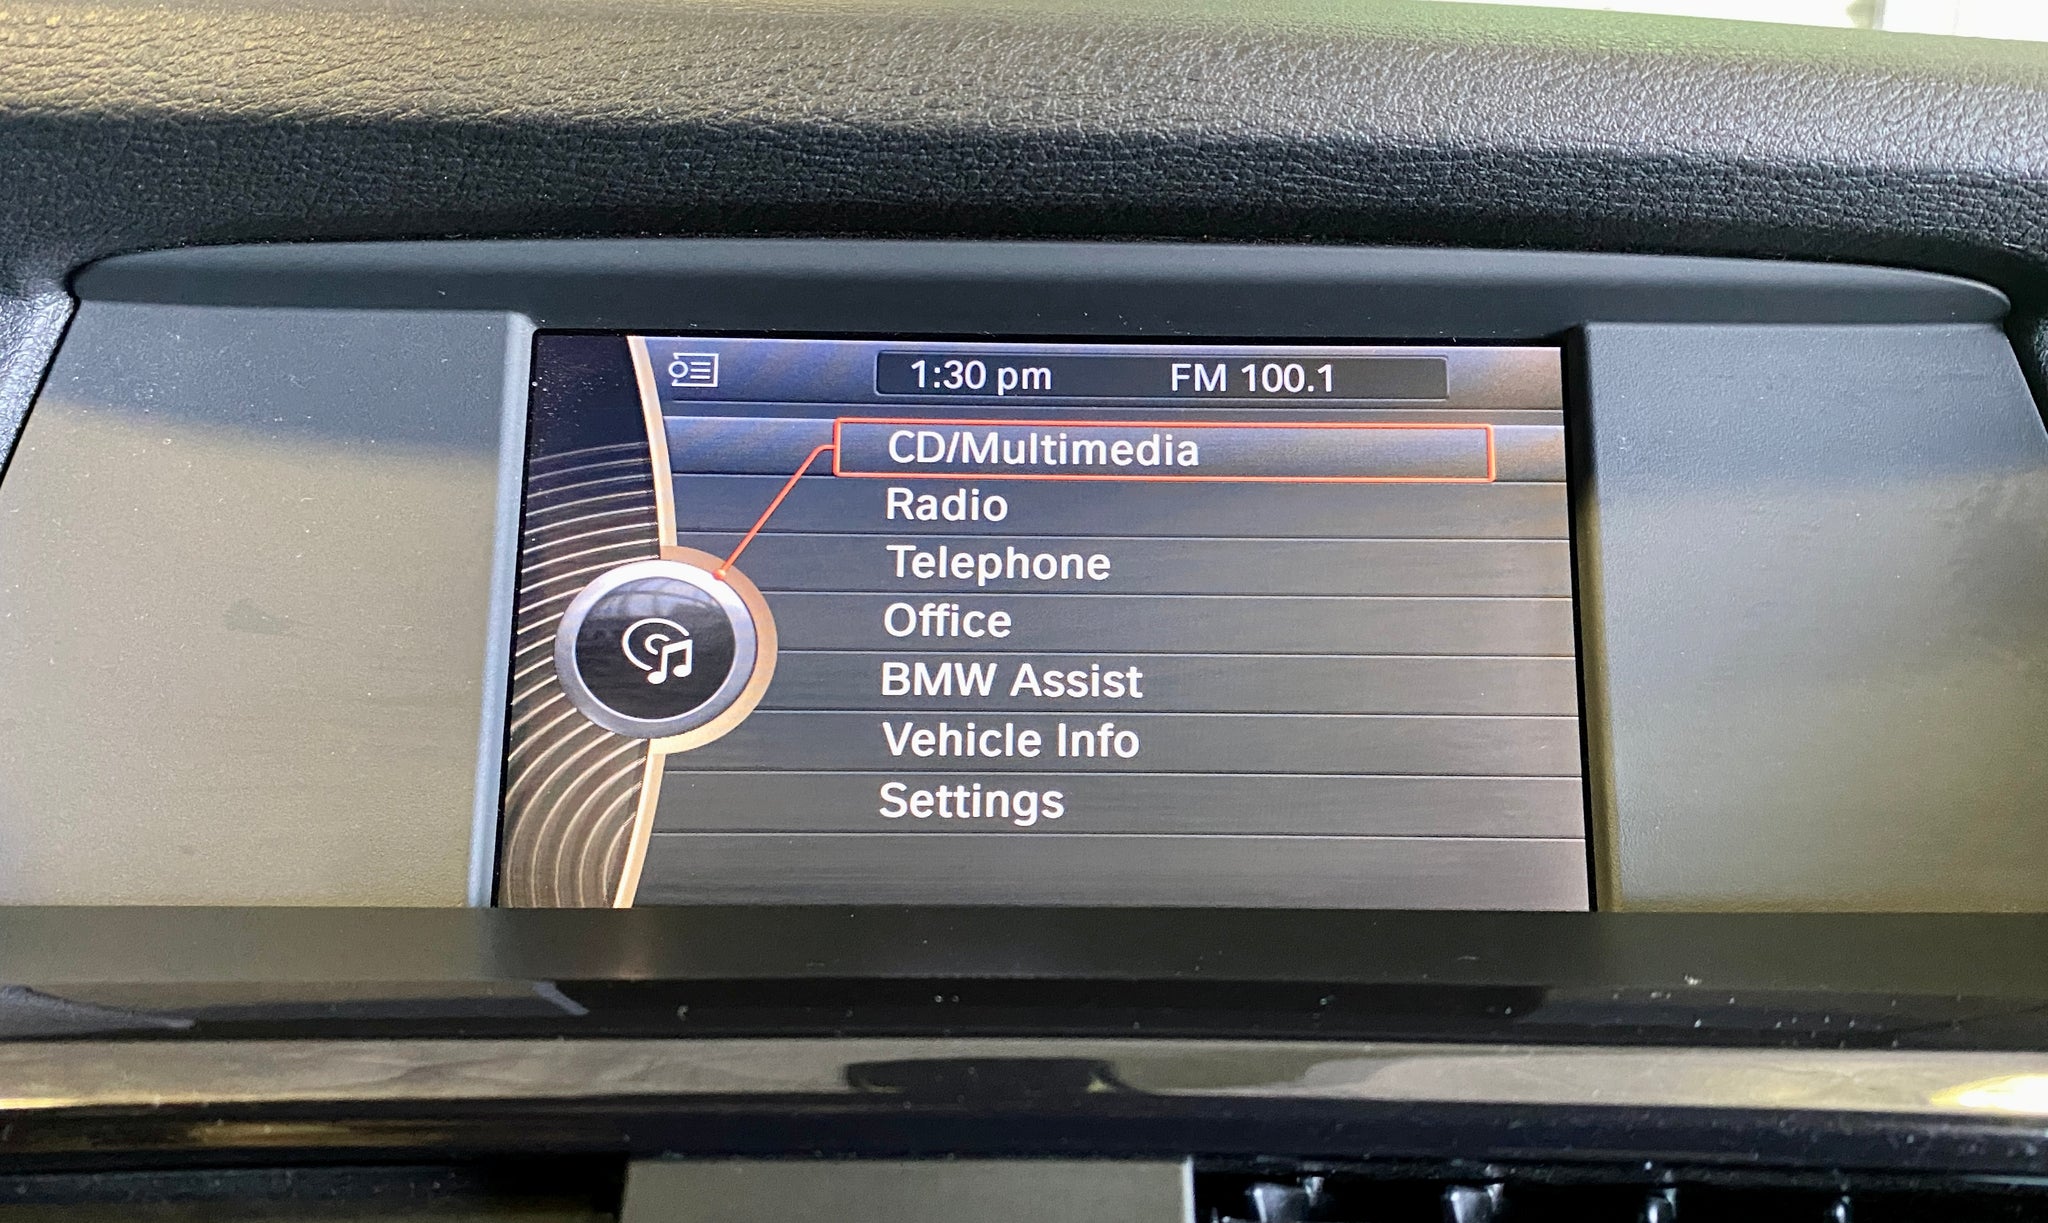 1:30 pm FM 100.1
CD/Multimedia
Radio
Telephone
Office
BMW Assist
Vehicle Info
Settings